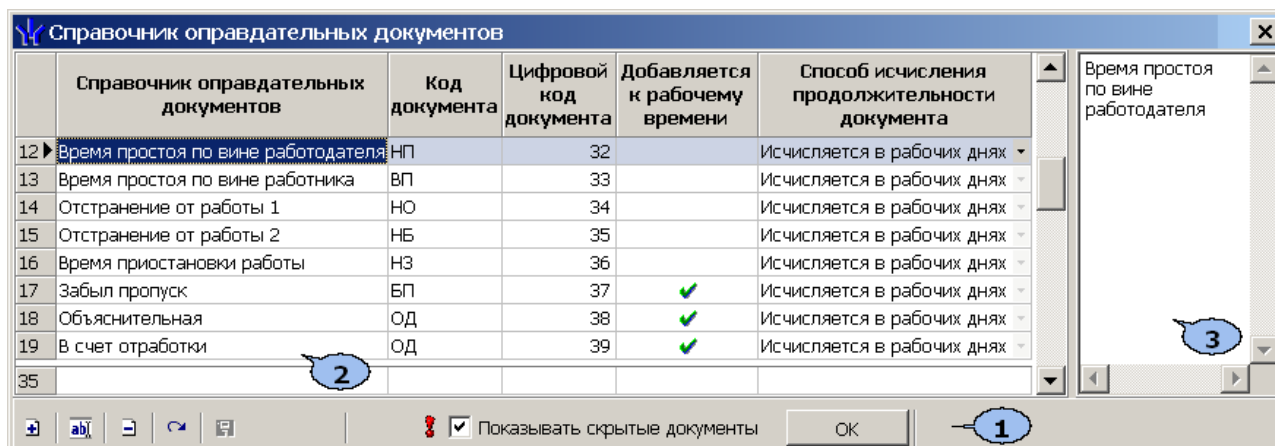 Справочник оправдательных документов
Справочник оправдательных документов Код документа Цифровой код документа Добавляется к рабочему времени Способ исчисления продолжительности документа
12 Время простоя по вине работодателя НП 32 Исчисляется в рабочих днях
13 Время простоя по вине работника ВП 33 Исчисляется в рабочих днях
14 Отстранение от работы 1 НО 34 Исчисляется в рабочих днях
15 Отстранение от работы 2 НБ 35 Исчисляется в рабочих днях
16 Время приостановки работы НЗ 36 Исчисляется в рабочих днях
17 Забыл пропуск БП 37 Исчисляется в рабочих днях
18 Объяснительная ОД 38 Исчисляется в рабочих днях
19 В счет отработки ОД 39 Исчисляется в рабочих днях
35
2
Время простоя
по вине
работодателя
3
abI
Показывать скрытые документы
OK
1